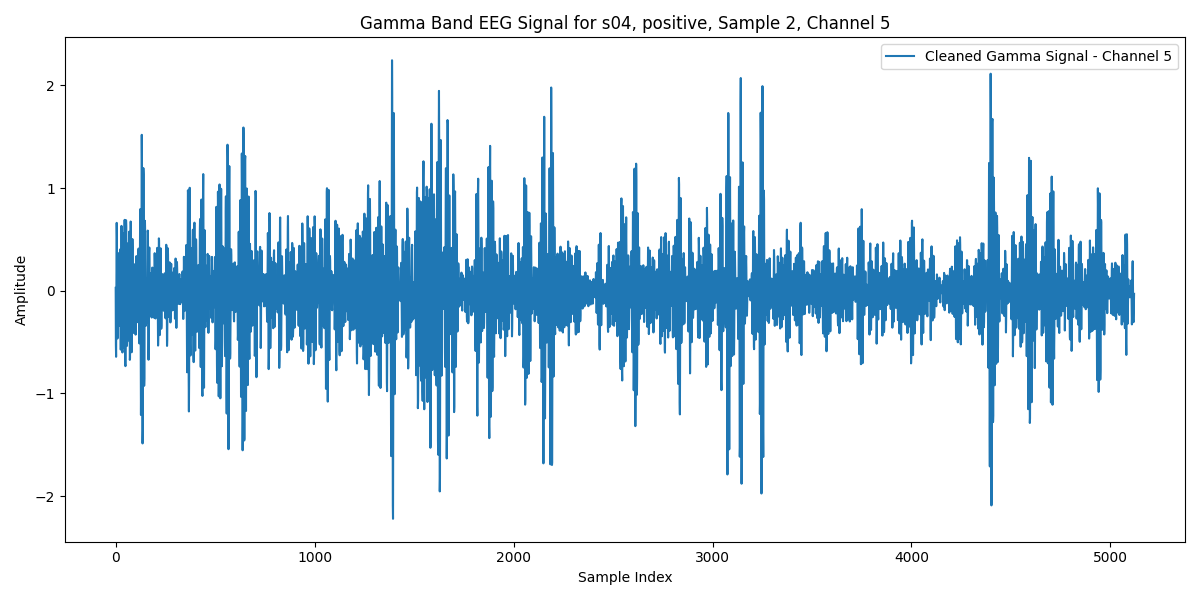 Gamma Band EEG Signal for s04, positive, Sample 2, Channel 5
Cleaned Gamma Signal - Channel 5
Amplitude
2
1
0
−1
−2
0 1000 2000 3000 4000 5000
Sample Index